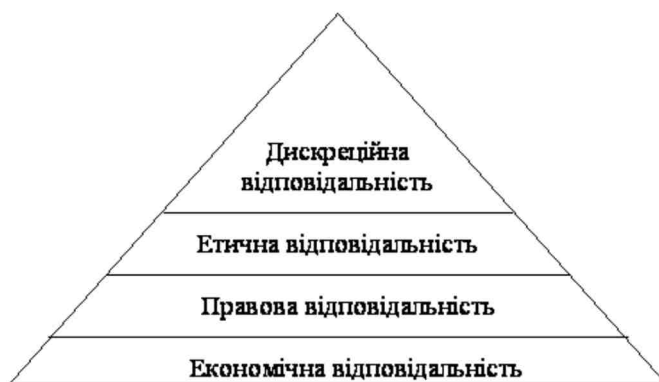 Дискреційна
відповідальність
Етична відповідальність
Правова відповідальність
Економічна відповідальність